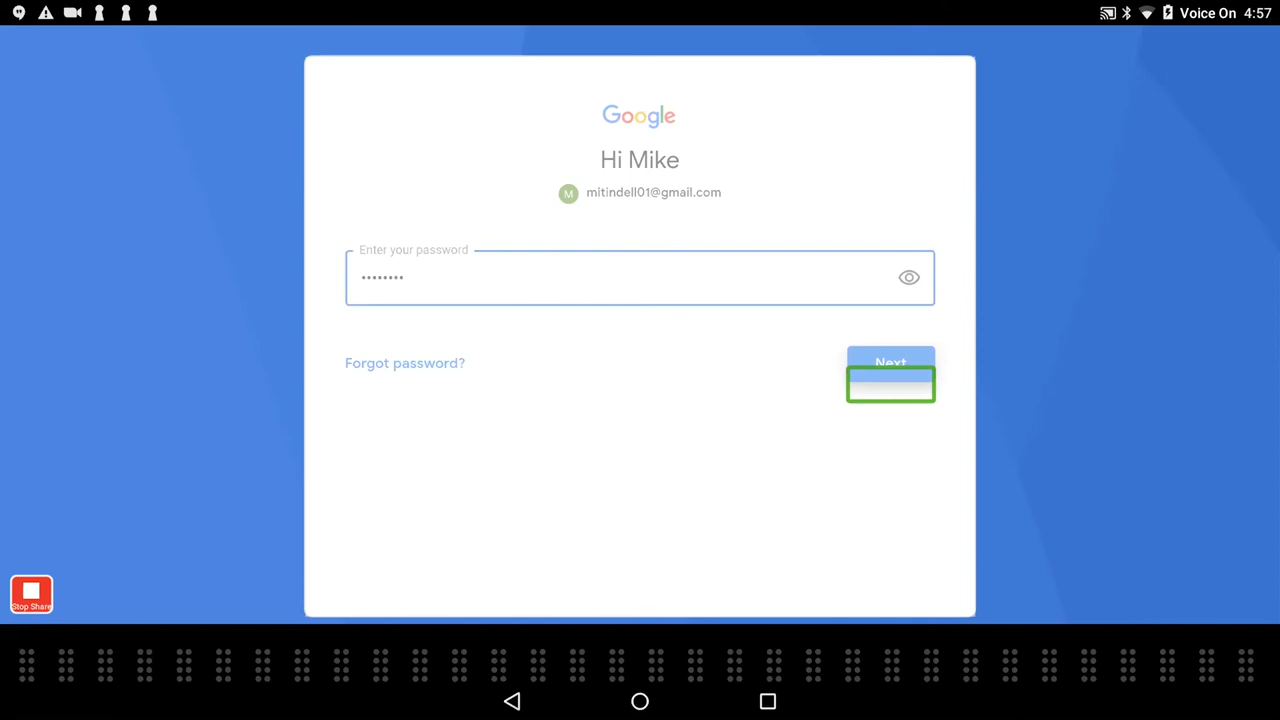 Voice On 4:57
Google
Hi Mike
M mitindell01@gmail.com
Enter your password
••••••••
Forgot password?
Next
Stop Share